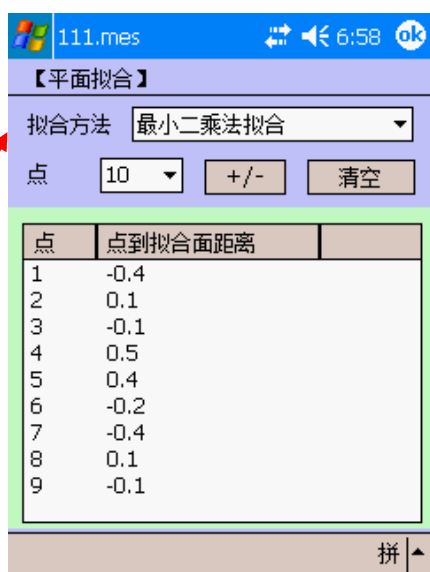 111.mes 6:58 ok
【平面拟合】
拟合方法 最小二乘法拟合
点 10 +/- 清空
点 点到拟合面距离
1 -0.4
2 0.1
3 -0.1
4 0.5
5 0.4
6 -0.2
7 -0.4
8 0.1
9 -0.1
拼